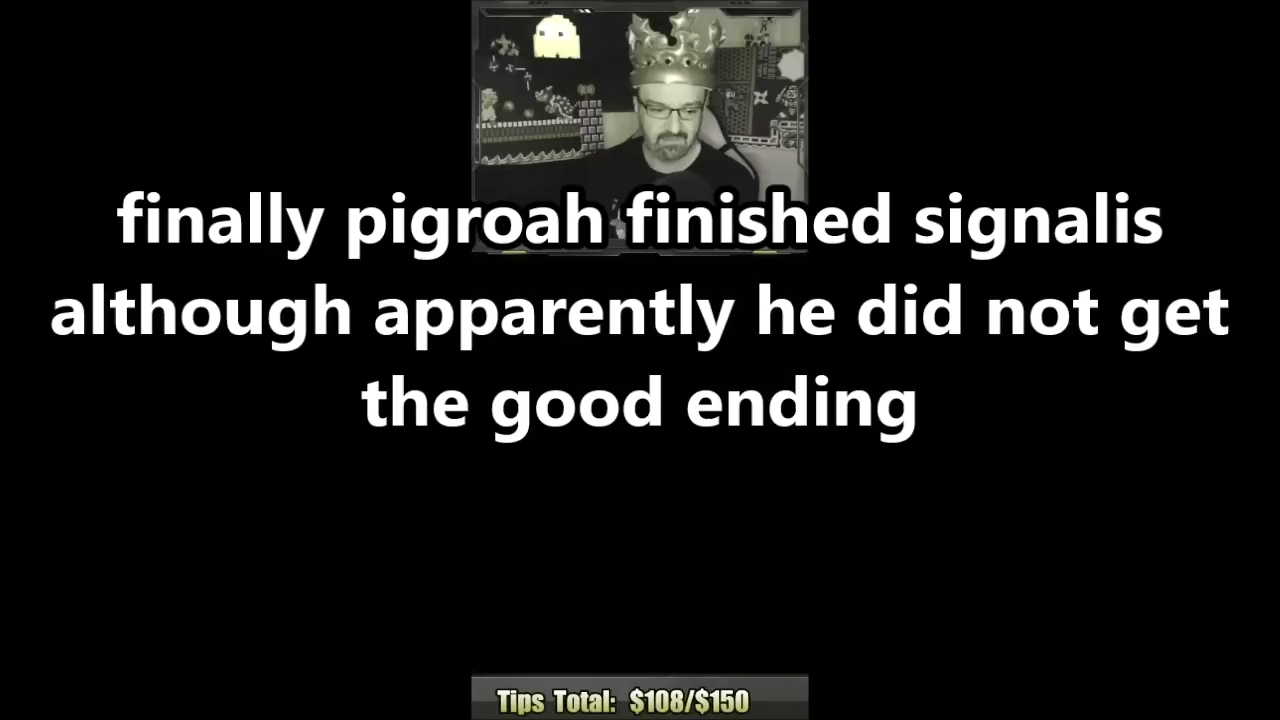 finally pigroah finished signalis
although apparently he did not get
the good ending
Tips Total: $108/$150